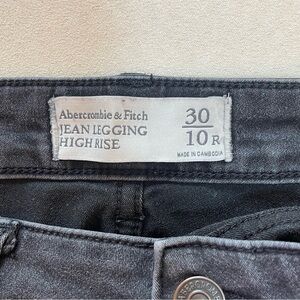 Abercrombie & Fitch
JEAN LEGGING
HIGH RISE
30
10 R
MADE IN CAMBODIA